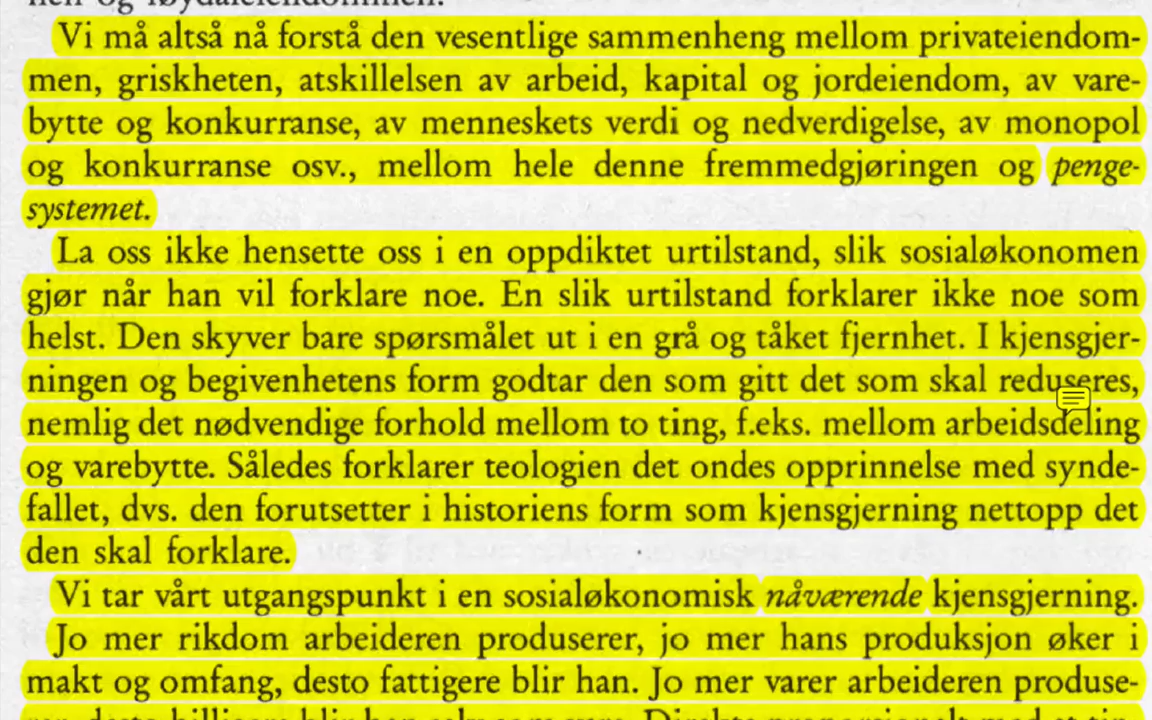 Vi må altså nå forstå den vesentlige sammenheng mellom privateiendom-
men, griskheten, atskillelsen av arbeid, kapital og jordeiendom, av vare-
bytte og konkurranse, av menneskets verdi og nedverdigelse, av monopol
og konkurranse osv., mellom hele denne fremmedgjøringen og penge-
systemet.
La oss ikke hensette oss i en oppdiktet urtilstand, slik sosialøkonomen
gjør når han vil forklare noe. En slik urtilstand forklarer ikke noe som
helst. Den skyver bare spørsmålet ut i en grå og tåket fjernhet. I kjensgjer-
ningen og begivenhetens form godtar den som gitt det som skal reduseres,
nemlig det nødvendige forhold mellom to ting, f.eks. mellom arbeidsdeling
og varebytte. Således forklarer teologien det ondes opprinnelse med synde-
fallet, dvs. den forutsetter i historiens form som kjensgjerning nettopp det
den skal forklare.
Vi tar vårt utgangspunkt i en sosialøkonomisk nåværende kjensgjerning.
Jo mer rikdom arbeideren produserer, jo mer hans produksjon øker i
makt og omfang, desto fattigere blir han. Jo mer varer arbeideren produse-